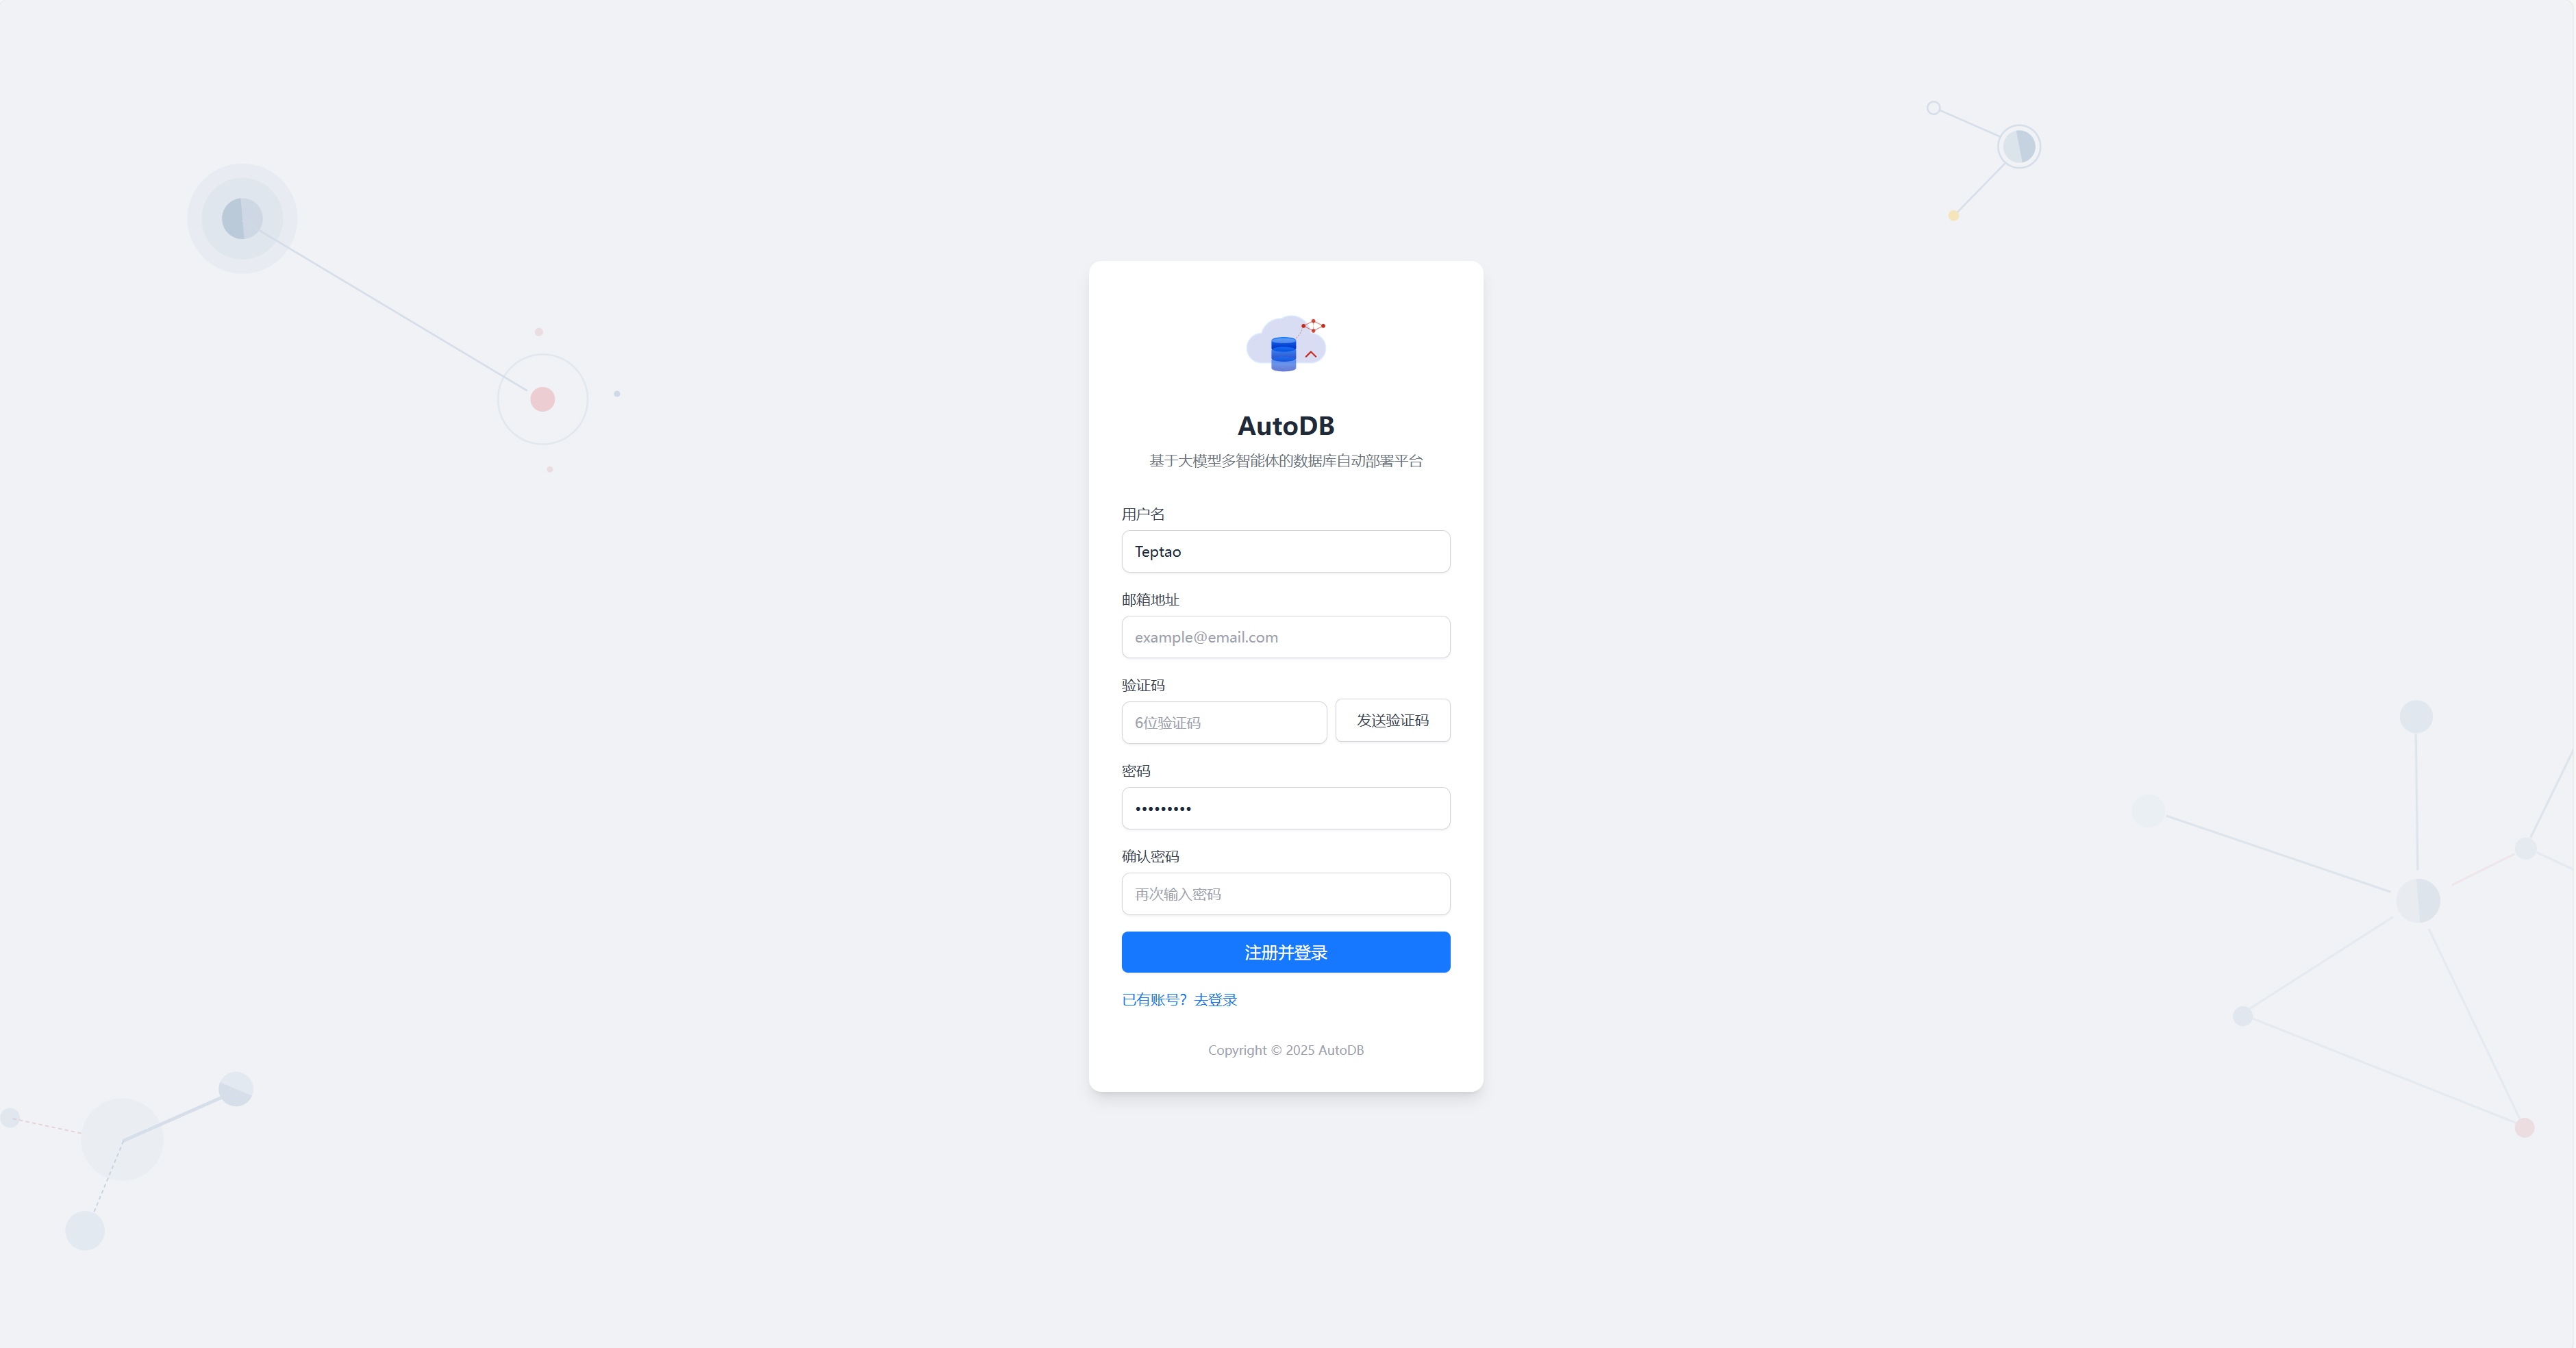 AutoDB
基于大模型多智能体的数据库自动部署平台
用户名
Teptao
邮箱地址
example@email.com
验证码
6位验证码
发送验证码
密码
•••••••••
确认密码
再次输入密码
注册并登录
已有账号？去登录
Copyright © 2025 AutoDB